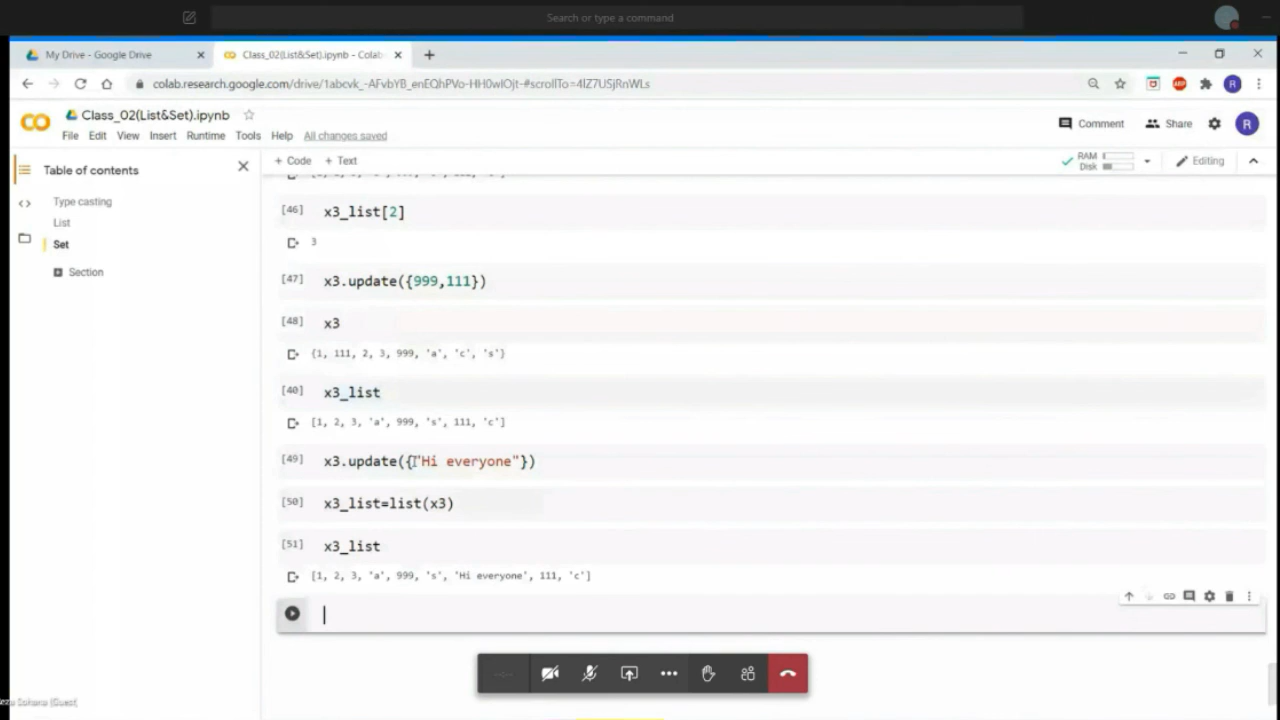 Search or type a command
My Drive - Google Drive
Class_02(List&Set).ipynb - Colab
colab.research.google.com/drive/1abcvk_-AFvbYB_enEQhPVo-HH0wIOjt-#scrollTo=4lZ7USjRnWLs
Class_02(List&Set).ipynb
File Edit View Insert Runtime Tools Help All changes saved
Comment Share R
Table of contents
Type casting
List
Set
Section
+ Code + Text
RAM
Disk
Editing
[46] x3_list[2]
3
[47] x3.update({999,111})
[48] x3
{1, 111, 2, 3, 999, 'a', 'c', 's'}
[40] x3_list
[1, 2, 3, 'a', 999, 's', 111, 'c']
[49] x3.update({"Hi everyone"})
[50] x3_list=list(x3)
[51] x3_list
[1, 2, 3, 'a', 999, 's', 'Hi everyone', 111, 'c']
Sohana (Guest)